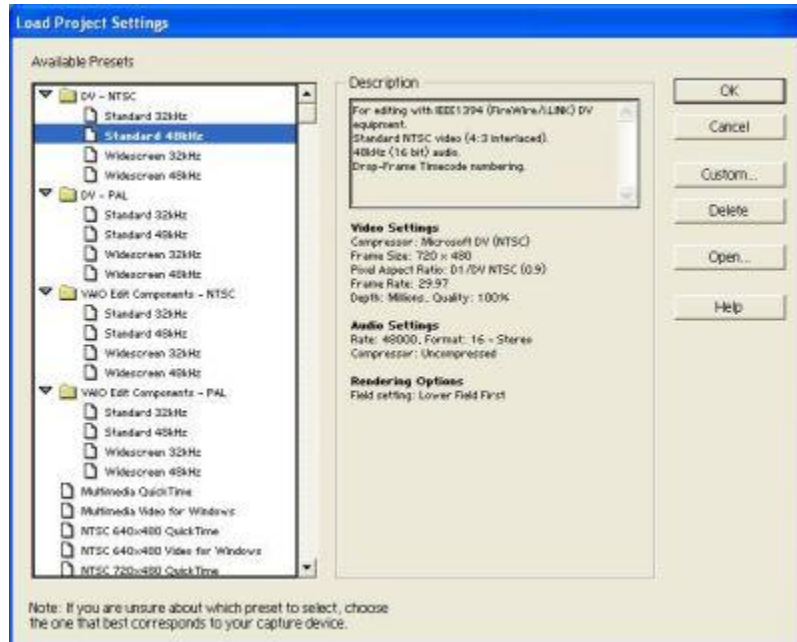 Load Project Settings
Available Presets
DV - NTSC
Standard 32kHz
Standard 48kHz
Widescreen 32kHz
Widescreen 48kHz
DV - PAL
Standard 32kHz
Standard 48kHz
Widescreen 32kHz
Widescreen 48kHz
VAIO Edit Components - NTSC
Standard 32kHz
Standard 48kHz
Widescreen 32kHz
Widescreen 48kHz
VAIO Edit Components - PAL
Standard 32kHz
Standard 48kHz
Widescreen 32kHz
Widescreen 48kHz
Multimedia QuickTime
Multimedia Video for Windows
NTSC 640x480 QuickTime
NTSC 640x480 Video for Windows
NTSC 720x480 QuickTime
Description
For editing with IEEE1394 (FireWire/i.LINK) DV
equipment.
Standard NTSC video (4:3 interlaced).
48kHz (16 bit) audio.
Drop-Frame Timecode numbering.
Video Settings
Compressor: Microsoft DV (NTSC)
Frame Size: 720 x 480
Pixel Aspect Ratio: D1/DV NTSC (0.9)
Frame Rate: 29.97
Depth: Millions, Quality: 100%
Audio Settings
Rate: 48000, Format: 16 - Stereo
Compressor: Uncompressed
Rendering Options
Field setting: Lower Field First
OK
Cancel
Custom...
Delete
Open...
Help
Note: If you are unsure about which preset to select, choose
the one that best corresponds to your capture device.